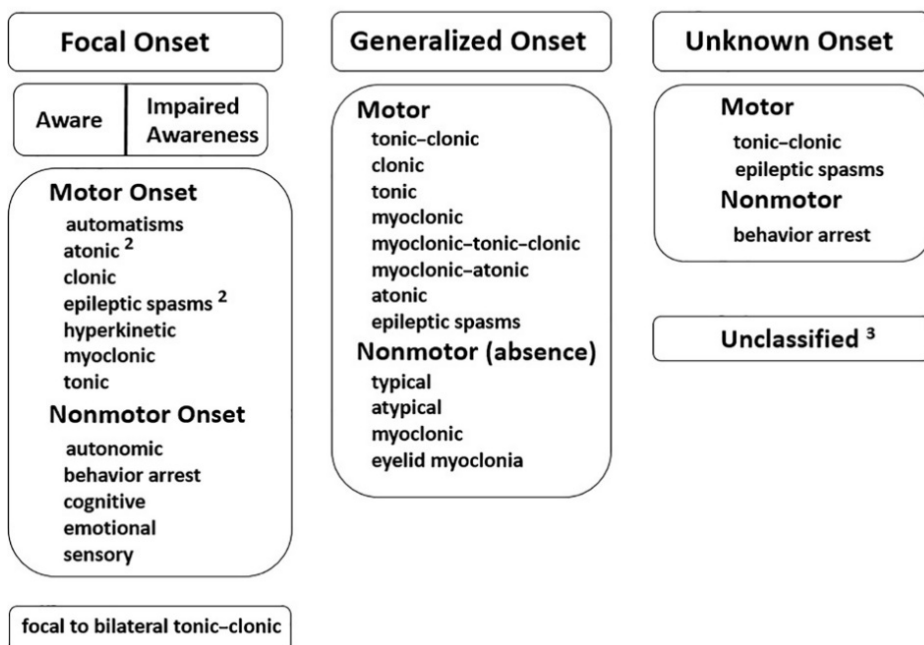 Focal Onset
Aware
Impaired
Awareness
Motor Onset
automatisms
atonic ²
clonic
epileptic spasms ²
hyperkinetic
myoclonic
tonic
Nonmotor Onset
autonomic
behavior arrest
cognitive
emotional
sensory
focal to bilateral tonic–clonic
Generalized Onset
Motor
tonic–clonic
clonic
tonic
myoclonic
myoclonic–tonic–clonic
myoclonic–atonic
atonic
epileptic spasms
Nonmotor (absence)
typical
atypical
myoclonic
eyelid myoclonia
Unknown Onset
Motor
tonic–clonic
epileptic spasms
Nonmotor
behavior arrest
Unclassified ³